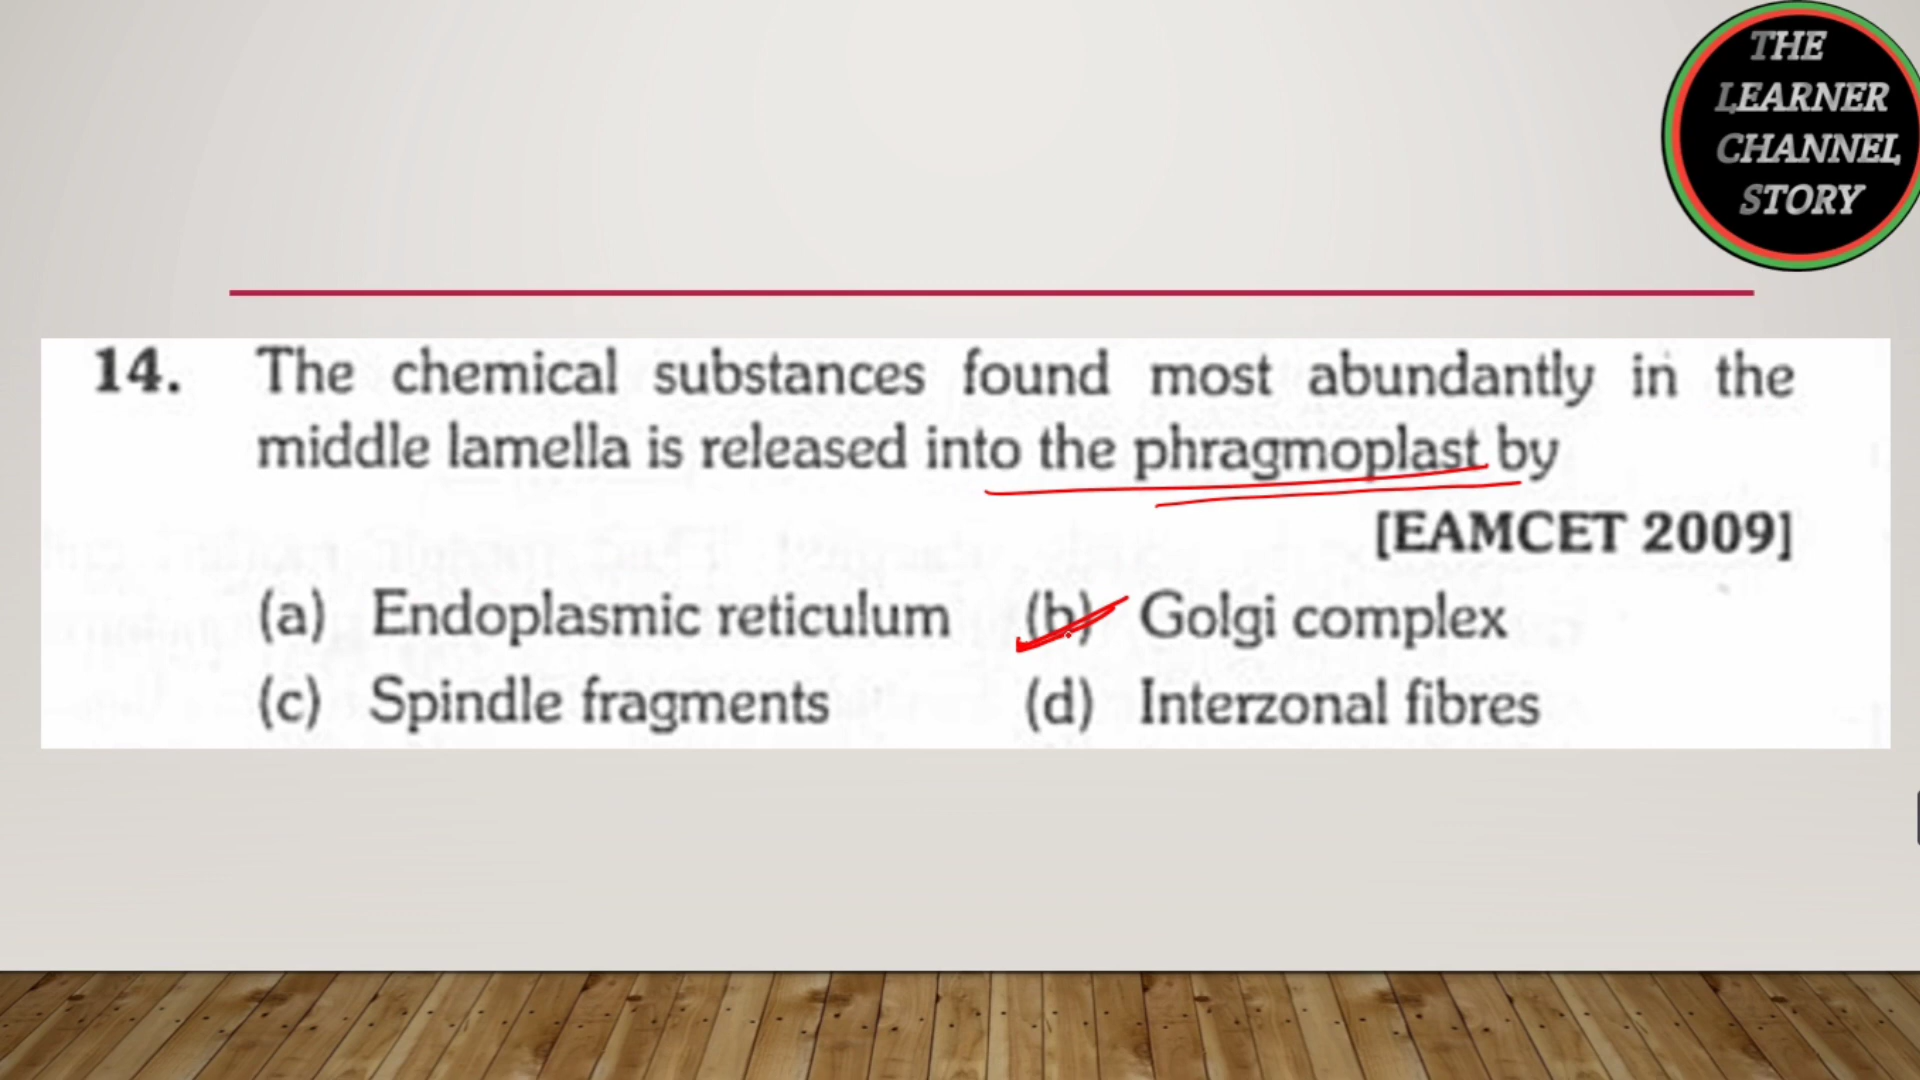 THE
LEARNER
CHANNEL
STORY
14. The chemical substances found most abundantly in the
middle lamella is released into the phragmoplast by
[EAMCET 2009]
(a) Endoplasmic reticulum (b) Golgi complex
(c) Spindle fragments (d) Interzonal fibres